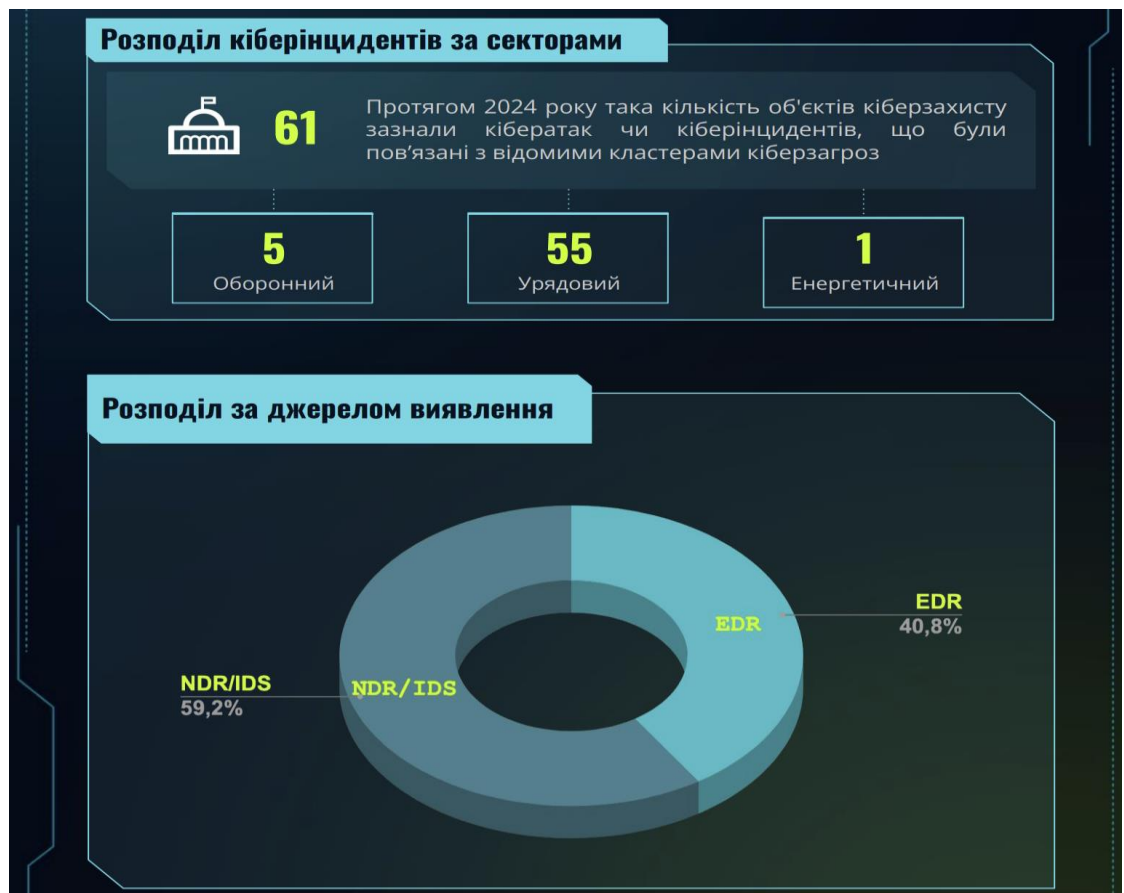 Розподіл кіберінцидентів за секторами
61
Протягом 2024 року така кількість об'єктів кіберзахисту
зазнали кібератак чи кіберінцидентів, що були
пов’язані з відомими кластерами кіберзагроз
5
Оборонний
55
Урядовий
1
Енергетичний
Розподіл за джерелом виявлення
EDR
40,8%
EDR
NDR/IDS
59,2%
NDR/IDS